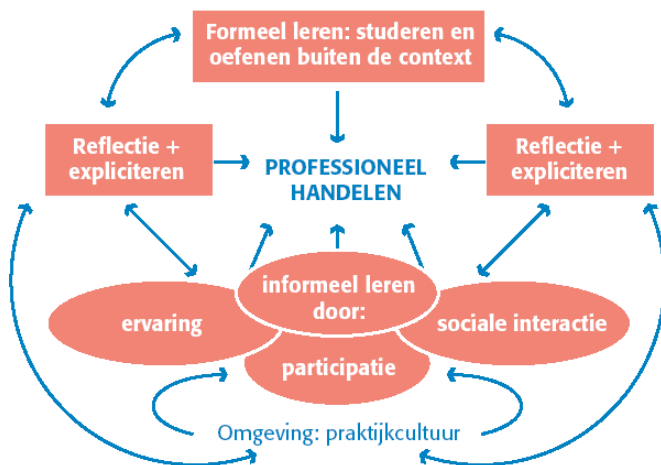 Formeel leren: studeren en
oefenen buiten de context
Reflectie +
expliciteren
PROFESSIONEEL
HANDELEN
Reflectie +
expliciteren
informeel leren
door:
ervaring
sociale interactie
participatie
Omgeving: praktijkcultuur